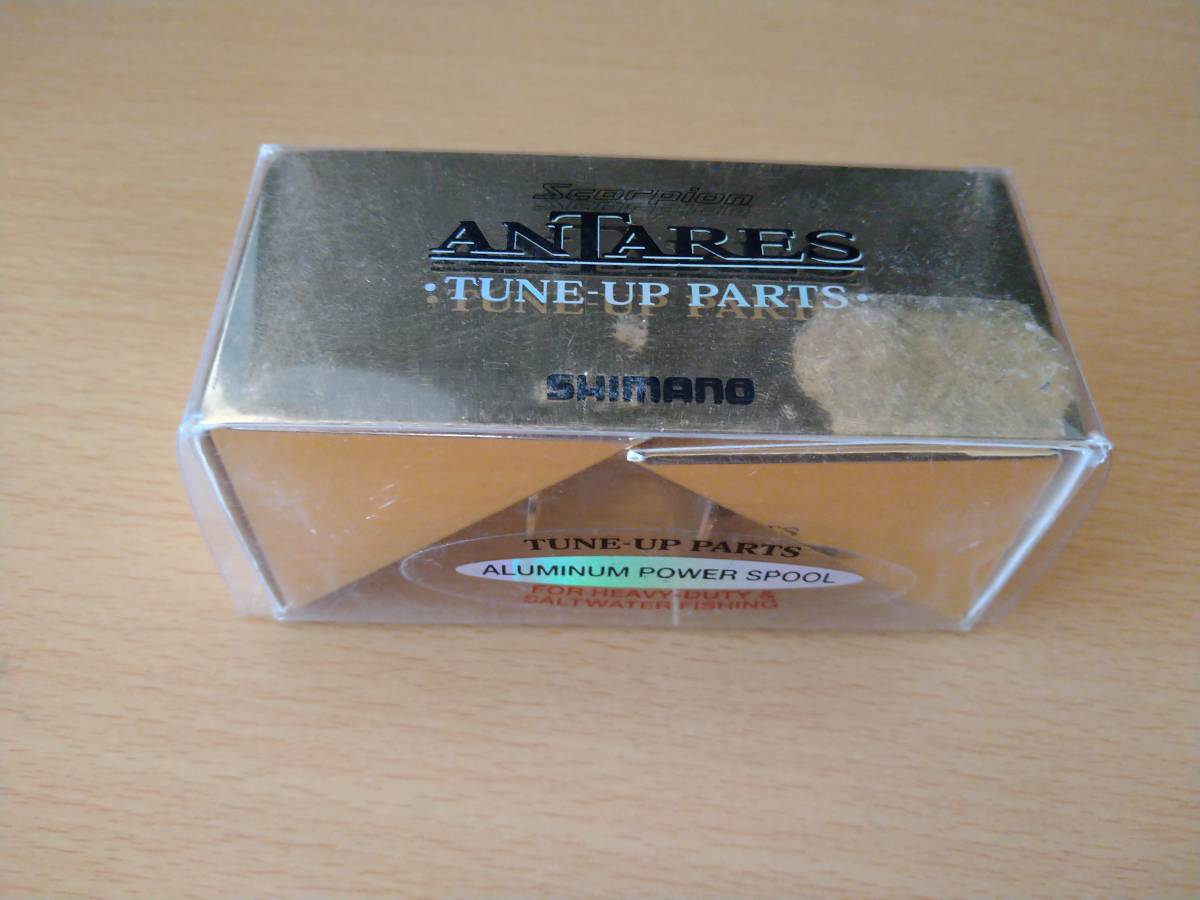 Scorpion
ANTARES
·TUNE-UP PARTS·
SHIMANO
TUNE-UP PARTS
ALUMINUM POWER SPOOL
FOR HEAVY-DUTY &
SALTWATER FISHING